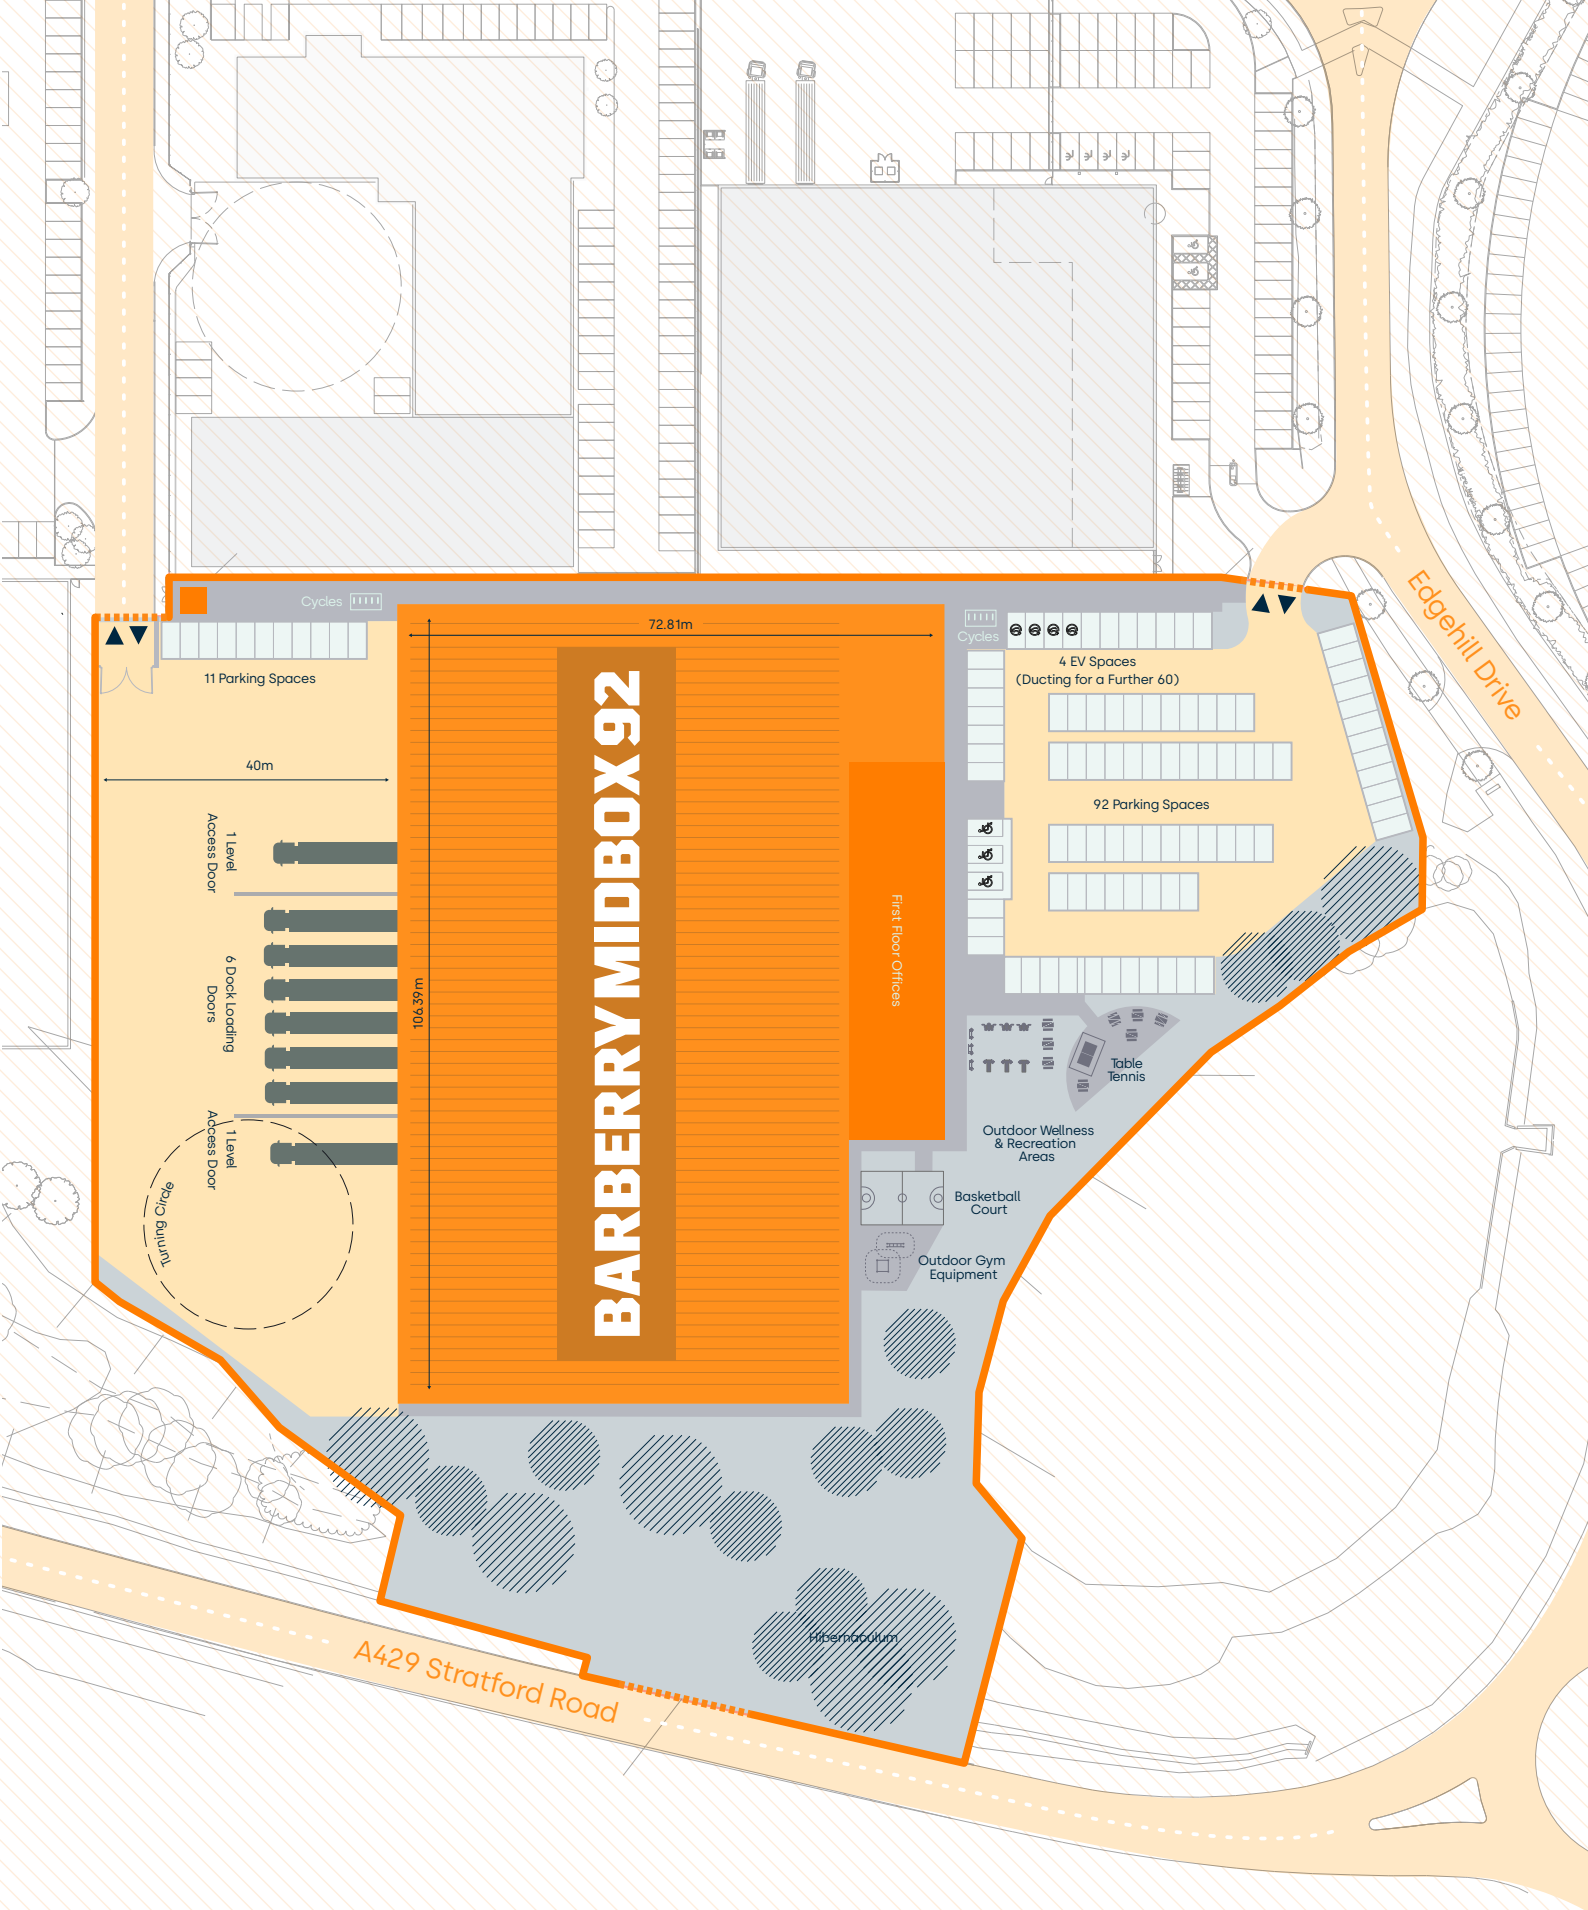 Cycles
72.81m
Cycles
4 EV Spaces
(Ducting for a Further 60)
11 Parking Spaces
Edgehill Drive
40m
92 Parking Spaces
1 Level
Access Door
BARBERRY MIDBOX 92
106.39m
First Floor Offices
6 Dock Loading
Doors
Table
Tennis
1 Level
Access Door
Outdoor Wellness
& Recreation
Areas
Turning Circle
Basketball
Court
Outdoor Gym
Equipment
Hibernaculum
A429 Stratford Road